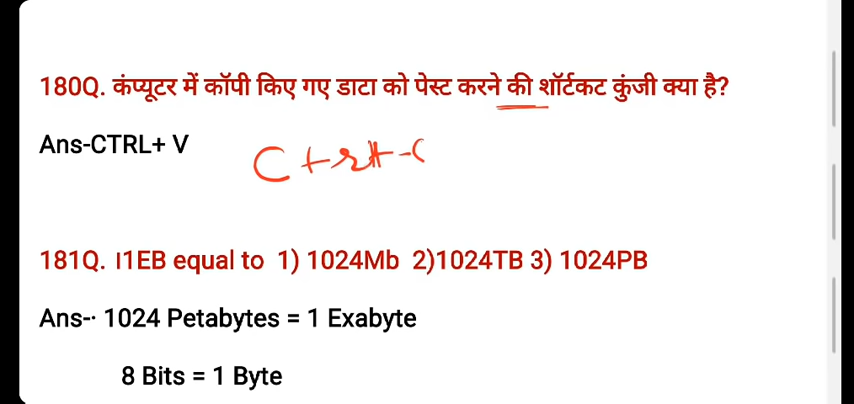 180Q. कंप्यूटर में कॉपी किए गए डाटा को पेस्ट करने की शॉर्टकट कुंजी क्या है?
Ans-CTRL+ V
181Q. ।1EB equal to 1) 1024Mb 2)1024TB 3) 1024PB
Ans-· 1024 Petabytes = 1 Exabyte
8 Bits = 1 Byte